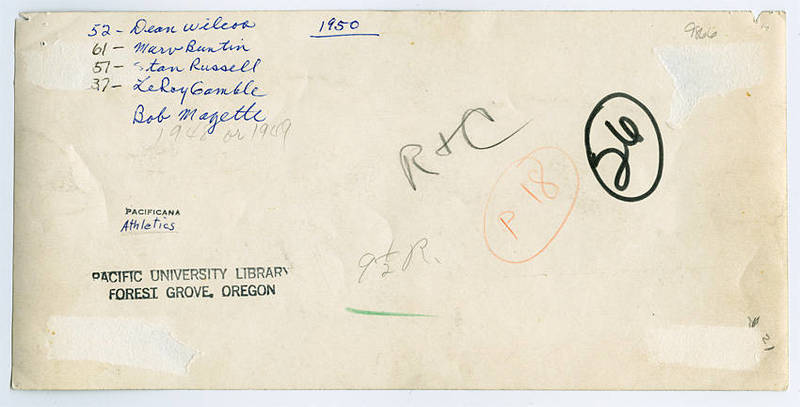 52 - Dean Wilcox
1950
9866
61 - Marv Buntin
57 - Stan Russell
37 - LeRoy Gamble
Bob Mazette
1948 or 1949
R+C
P 18
26
PACIFICANA
Athletics
9½ R.
PACIFIC UNIVERSITY LIBRARY
FOREST GROVE, OREGON